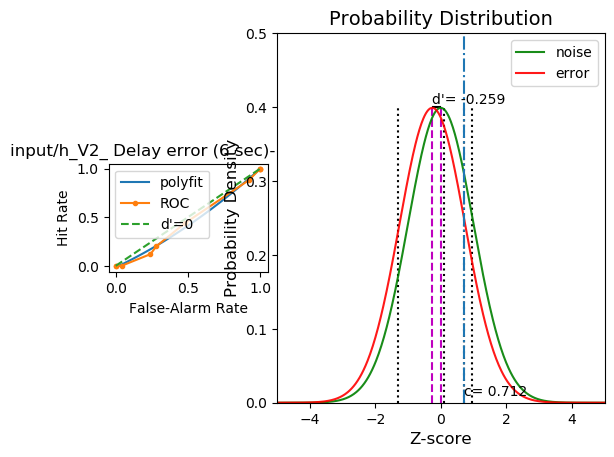 Probability Distribution
noise
error
d'= -0.259
c= 0.712
0.5
0.4
0.3
0.2
0.1
0.0
Probability Density
−4
−2
0
2
4
Z-score
input/h_V2_ Delay error (6 sec)
polyfit
ROC
d'=0
1.0
0.5
0.0
Hit Rate
0.0
0.5
1.0
False-Alarm Rate